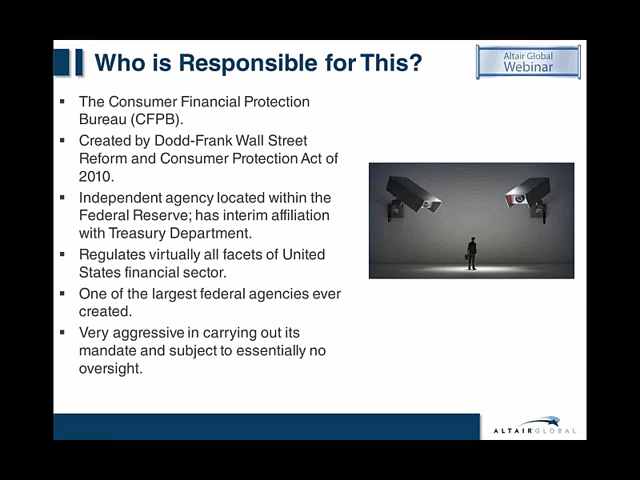 Who is Responsible for This?
Altair Global
Webinar
▪ The Consumer Financial Protection
Bureau (CFPB).
▪ Created by Dodd-Frank Wall Street
Reform and Consumer Protection Act of
2010.
▪ Independent agency located within the
Federal Reserve; has interim affiliation
with Treasury Department.
▪ Regulates virtually all facets of United
States financial sector.
▪ One of the largest federal agencies ever
created.
▪ Very aggressive in carrying out its
mandate and subject to essentially no
oversight.
ALTAIR GLOBAL